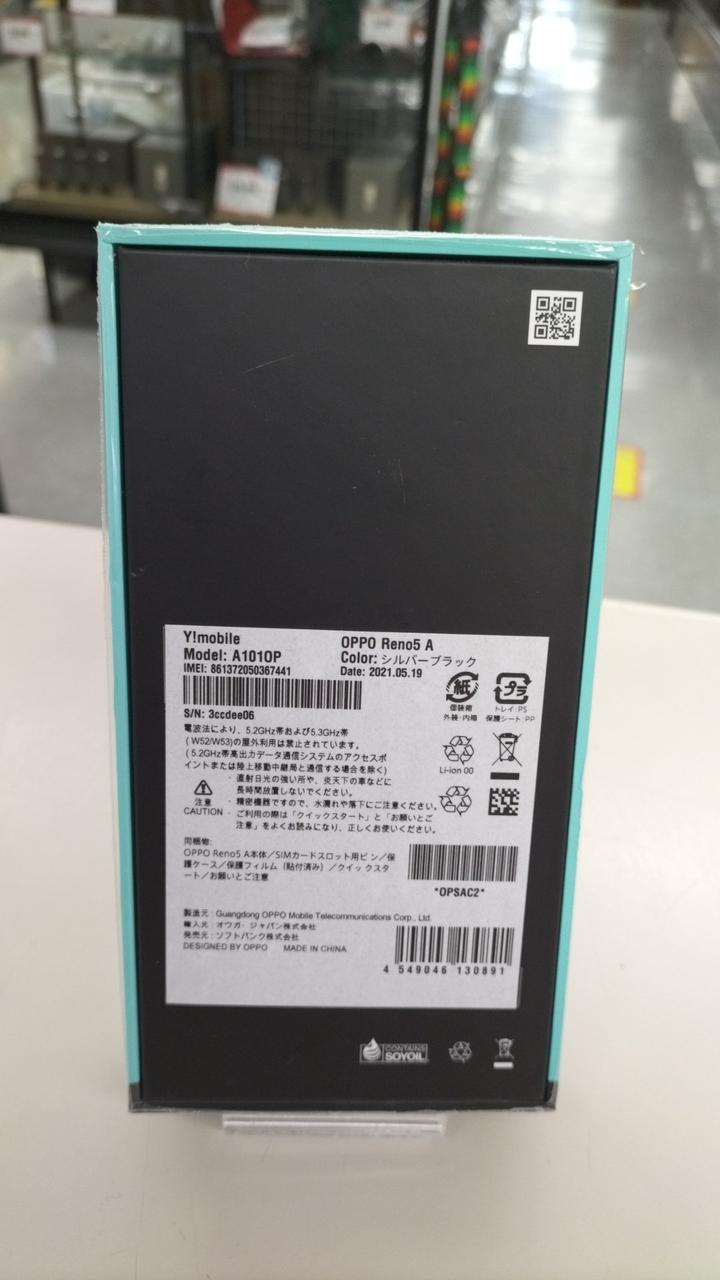 Y!mobile
OPPO Reno5 A
Model: A101OP
Color: シルバーブラック
IMEI: 861372050367441
Date: 2021.05.19
紙
個装箱
外装・内箱
プラ
トレイ:PS
保護シート:PP
S/N: 3ccdee06
電波法により、5.2GHz帯および5.3GHz帯
(W52/W53)の屋外利用は禁止されています。
(5.2GHz帯高出力データ通信システムのアクセスポ
イントまたは陸上移動中継局と通信する場合を除く)
Li-ion 00
注意
CAUTION
・直射日光の強い所や、炎天下の車などに
長時間放置しないでください。
・精密機器ですので、水濡れや落下にご注意ください。
・ご利用の際は「クイックスタート」と「お願いとご
注意」をよくお読みになり、正しくお使いください。
同梱物:
OPPO Reno5 A本体／SIMカードスロット用ピン／保
護ケース／保護フィルム（貼付済み）／クイックスタ
ート／お願いとご注意
*OPSAC2*
製造元 : Guangdong OPPO Mobile Telecommunications Corp., Ltd.
輸入元 : オウガ・ジャパン株式会社
発売元 : ソフトバンク株式会社
DESIGNED BY OPPO MADE IN CHINA
4 549046 130891
CONTAINS
SOYOIL